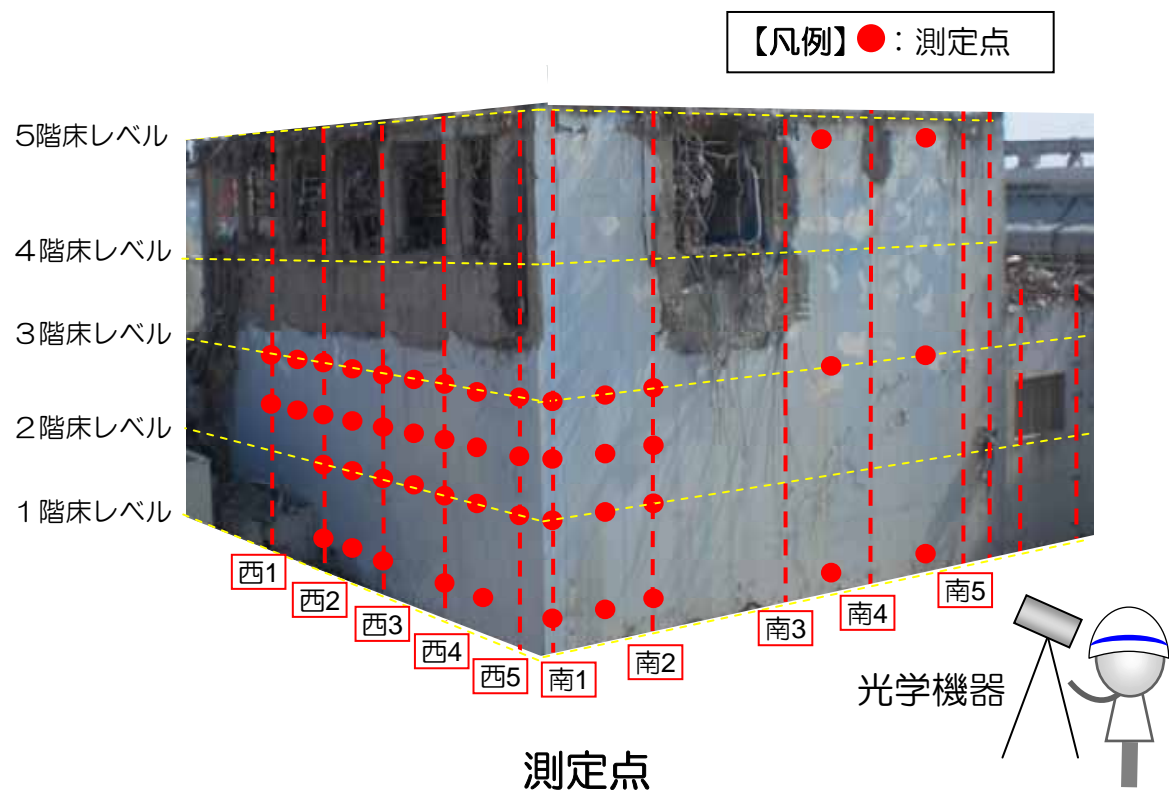 【凡例】●：測定点
5階床レベル
4階床レベル
3階床レベル
2階床レベル
1階床レベル
西1
西2
西3
西4
西5
南1
南2
南3
南4
南5
光学機器
測定点